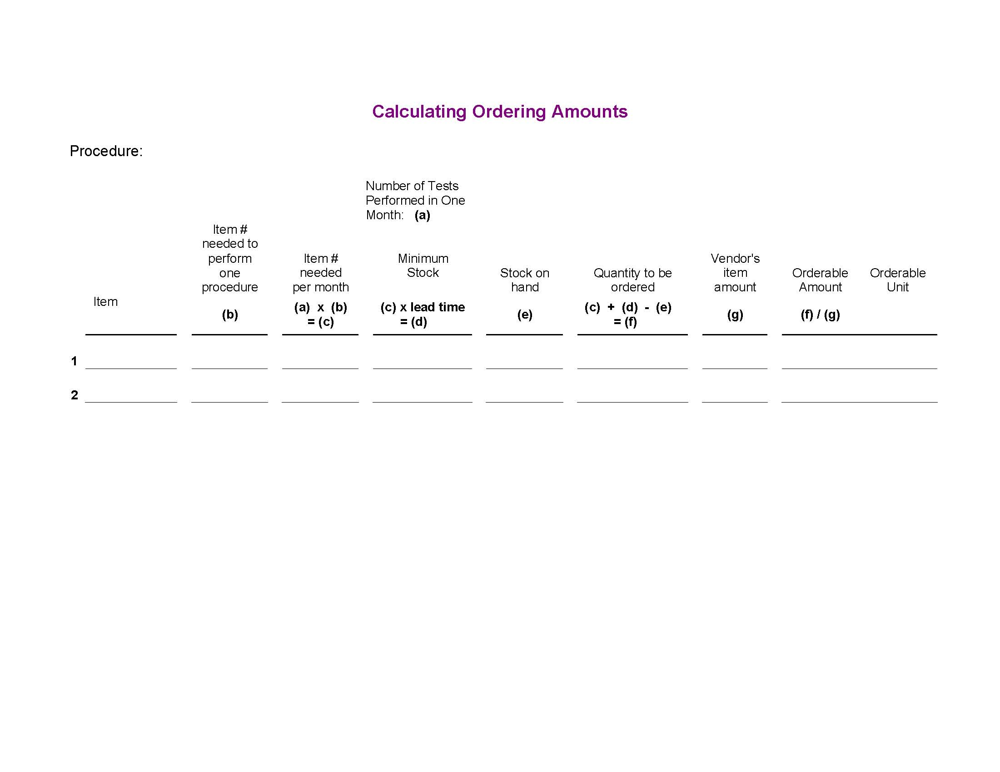 Calculating Ordering Amounts
Procedure:
Number of Tests
Performed in One
Month: (a)
Item
Item #
needed to
perform
one
procedure
(b)
Item #
needed
per month
(a) x (b)
= (c)
Minimum
Stock
(c) x lead time
= (d)
Stock on
hand
(e)
Quantity to be
ordered
(c) + (d) - (e)
= (f)
Vendor's
item
amount
(g)
Orderable
Amount
(f) / (g)
Orderable
Unit
1
2